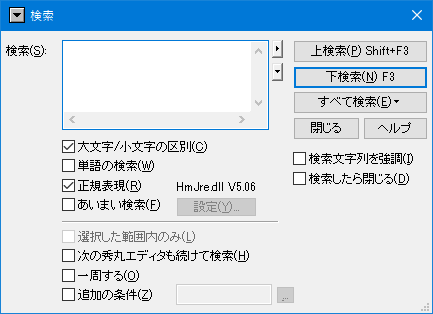 検索
検索(S):
上検索(P) Shift+F3
下検索(N) F3
すべて検索(E)
閉じる
ヘルプ
大文字/小文字の区別(C)
単語の検索(W)
正規表現(R) HmJre.dll V5.06
あいまい検索(F) 設定(Y)...
検索文字列を強調(I)
検索したら閉じる(D)
選択した範囲内のみ(L)
次の秀丸エディタも続けて検索(H)
一周する(O)
追加の条件(Z) ...